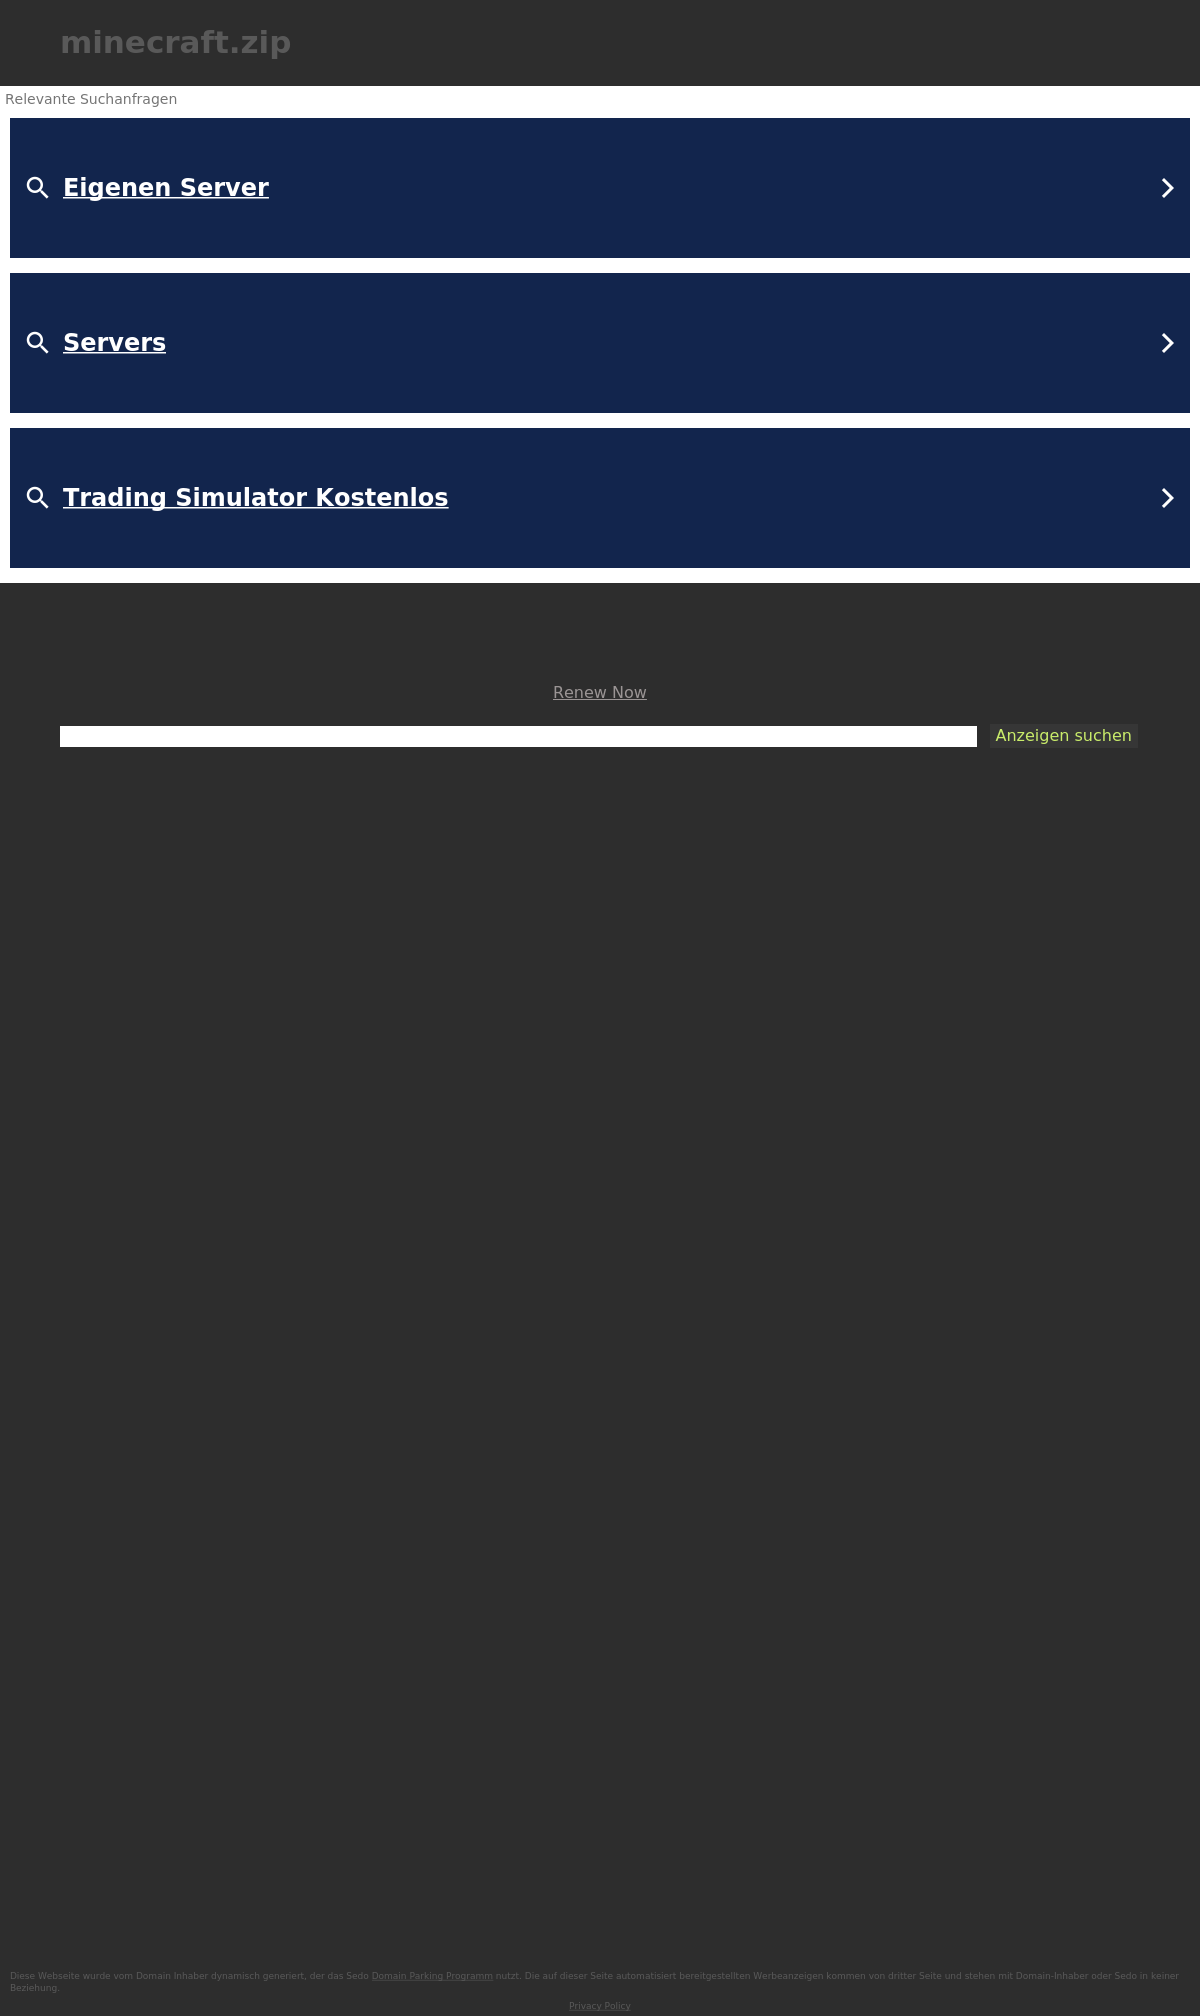 minecraft.zip
Relevante Suchanfragen
Eigenen Server
Servers
Trading Simulator Kostenlos
Renew Now
Anzeigen suchen
Diese Webseite wurde vom Domain Inhaber dynamisch generiert, der das Sedo Domain Parking Programm nutzt. Die auf dieser Seite automatisiert bereitgestellten Werbeanzeigen kommen von dritter Seite und stehen mit Domain-Inhaber oder Sedo in keiner
Beziehung.
Privacy Policy